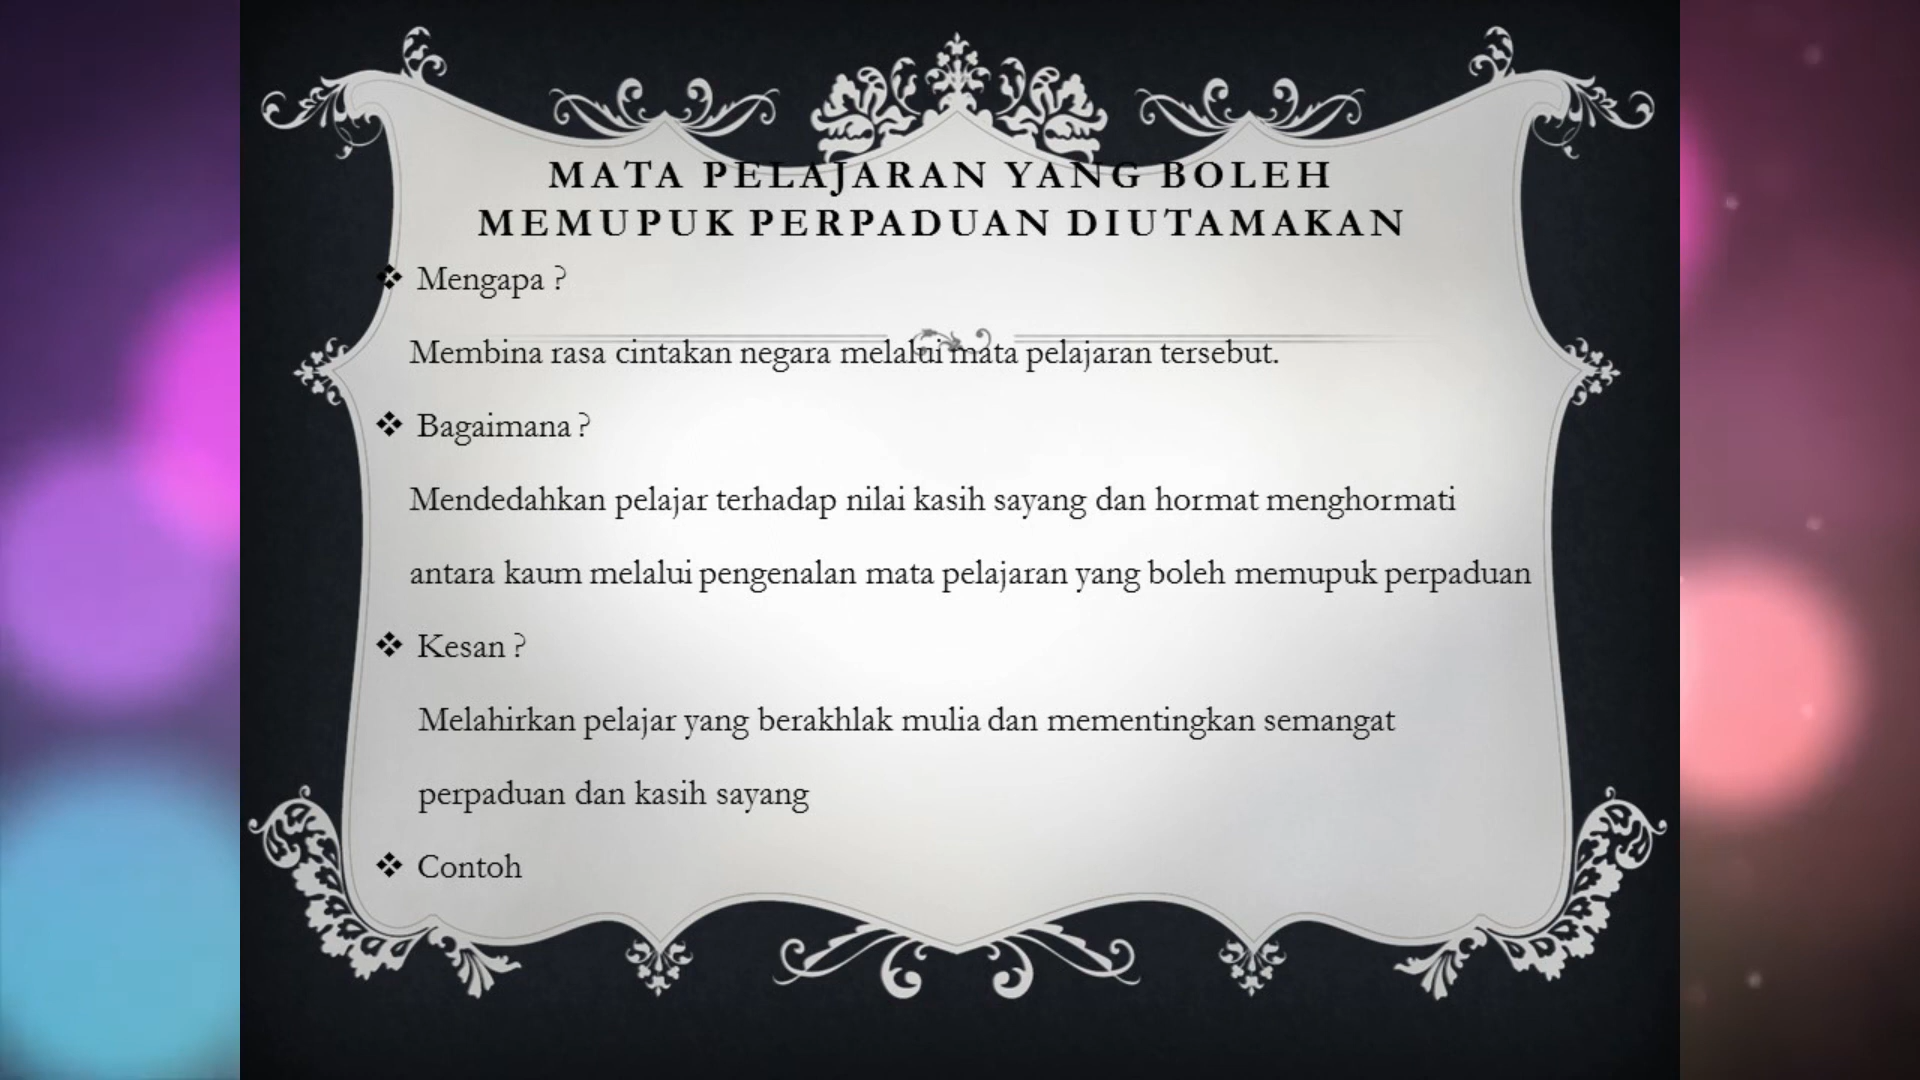 MATA PELAJARAN YANG BOLEH
MEMUPUK PERPADUAN DIUTAMAKAN
❖ Mengapa ?
Membina rasa cintakan negara melalui mata pelajaran tersebut.
❖ Bagaimana ?
Mendedahkan pelajar terhadap nilai kasih sayang dan hormat menghormati
antara kaum melalui pengenalan mata pelajaran yang boleh memupuk perpaduan
❖ Kesan ?
Melahirkan pelajar yang berakhlak mulia dan mementingkan semangat
perpaduan dan kasih sayang
❖ Contoh